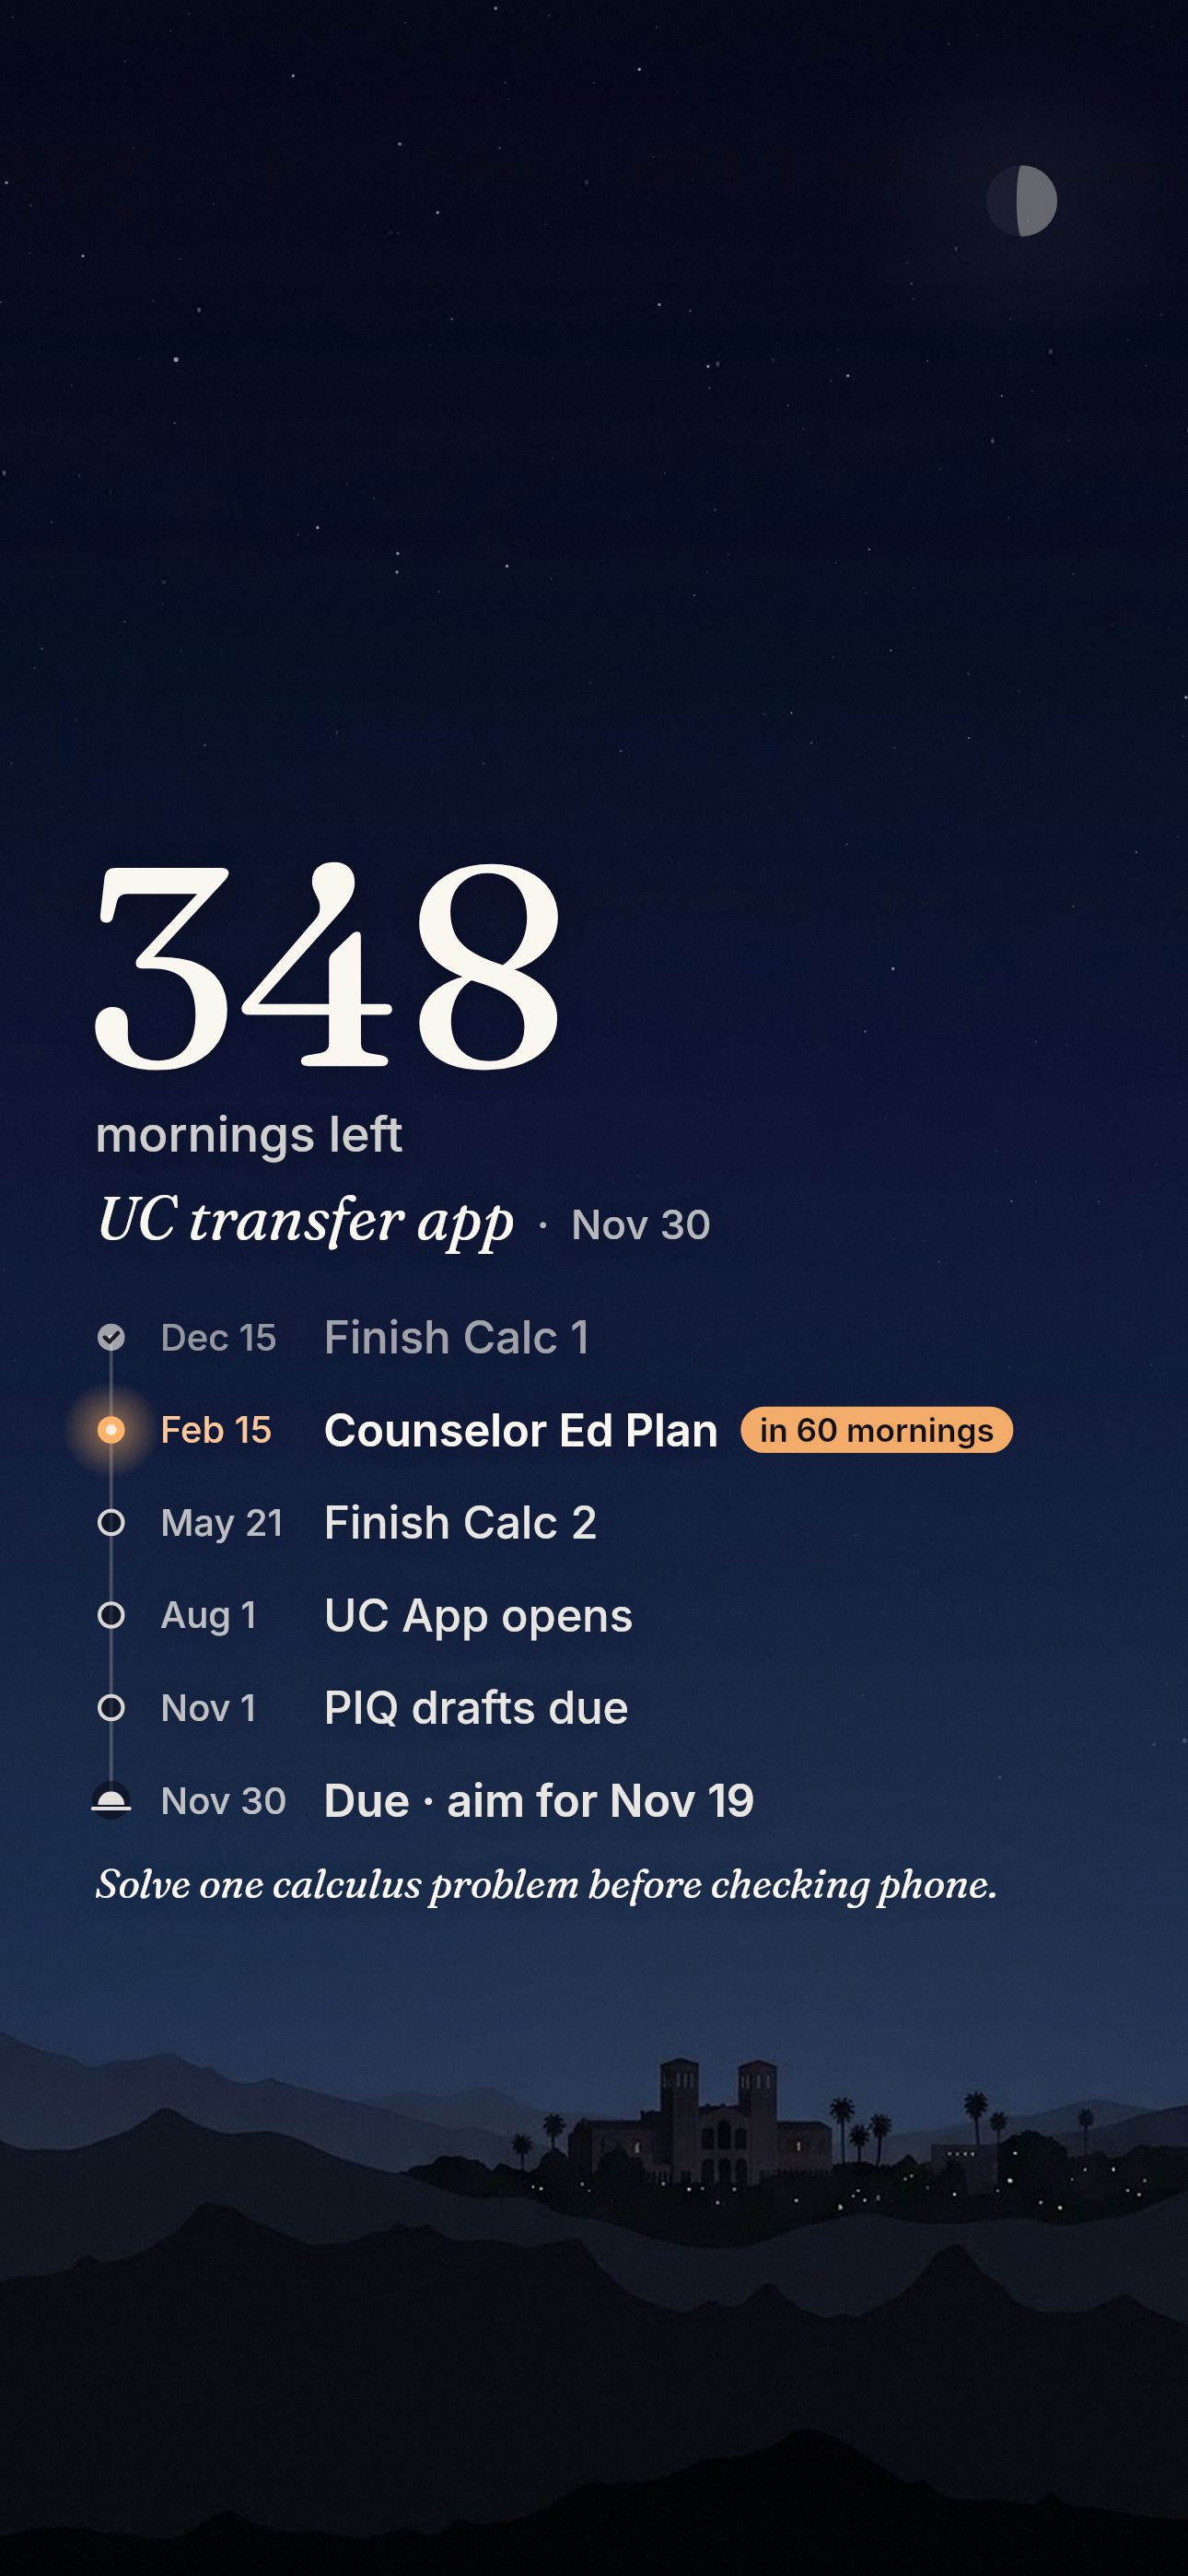 348
mornings left
UC transfer app · Nov 30
Dec 15 Finish Calc 1
Feb 15 Counselor Ed Plan in 60 mornings
May 21 Finish Calc 2
Aug 1 UC App opens
Nov 1 PIQ drafts due
Nov 30 Due · aim for Nov 19
Solve one calculus problem before checking phone.